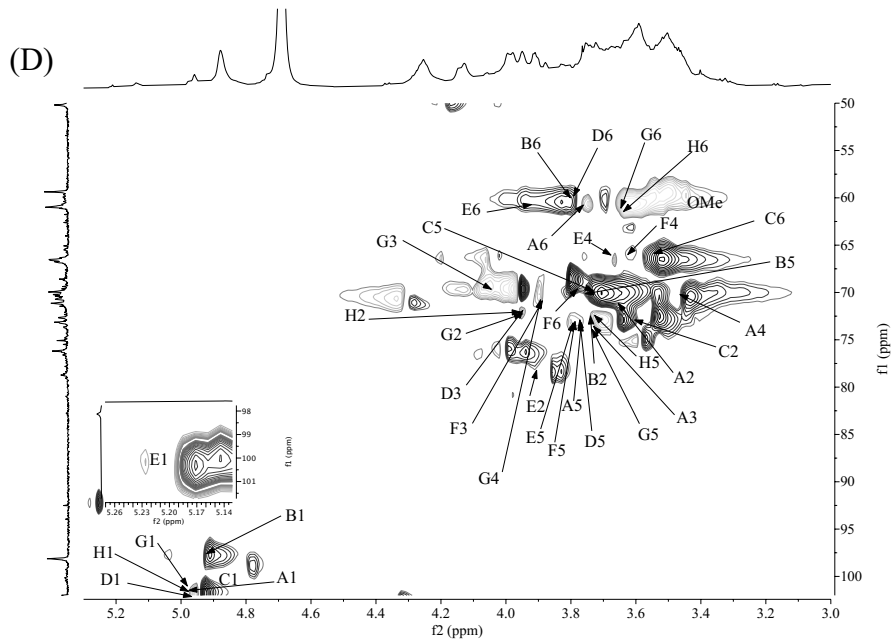 (D)
50
55
60
65
70
75
80
85
90
95
100
f1 (ppm)
B6
D6
G6
H6
E6
C5
A6
E4
F4
OMe
C6
G3
B5
H2
G2
F6
A4
D3
H5
C2
F3
E2
B2
A2
E5
A5
A3
G4
F5
D5
G5
E1
98
99
100
101
f1 (ppm)
5.26 5.23 5.20 5.17 5.14
f2 (ppm)
B1
G1
H1
C1
A1
D1
5.2 5.0 4.8 4.6 4.4 4.2 4.0 3.8 3.6 3.4 3.2 3.0
f2 (ppm)